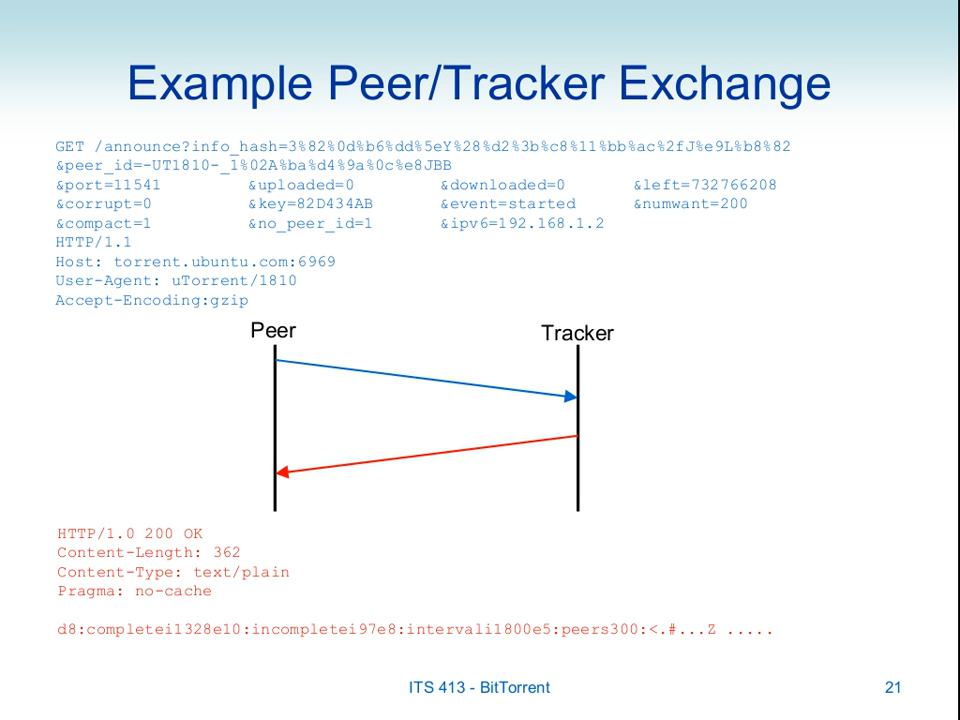 Example Peer/Tracker Exchange
GET /announce?info_hash=3%82%0d%b6%dd%5eY%28%d2%3b%c8%11%bb%ac%2fJ%e9L%b8%82
&peer_id=-UT1810-_1%02A%ba%d4%9a%0c%e8JBB
&port=11541 &uploaded=0 &downloaded=0 &left=732766208
&corrupt=0 &key=82D434AB &event=started &numwant=200
&compact=1 &no_peer_id=1 &ipv6=192.168.1.2
HTTP/1.1
Host: torrent.ubuntu.com:6969
User-Agent: uTorrent/1810
Accept-Encoding:gzip
Peer Tracker
HTTP/1.0 200 OK
Content-Length: 362
Content-Type: text/plain
Pragma: no-cache
d8:completei1328e10:incompletei97e8:intervali1800e5:peers300:<.#...Z .....
ITS 413 - BitTorrent 21